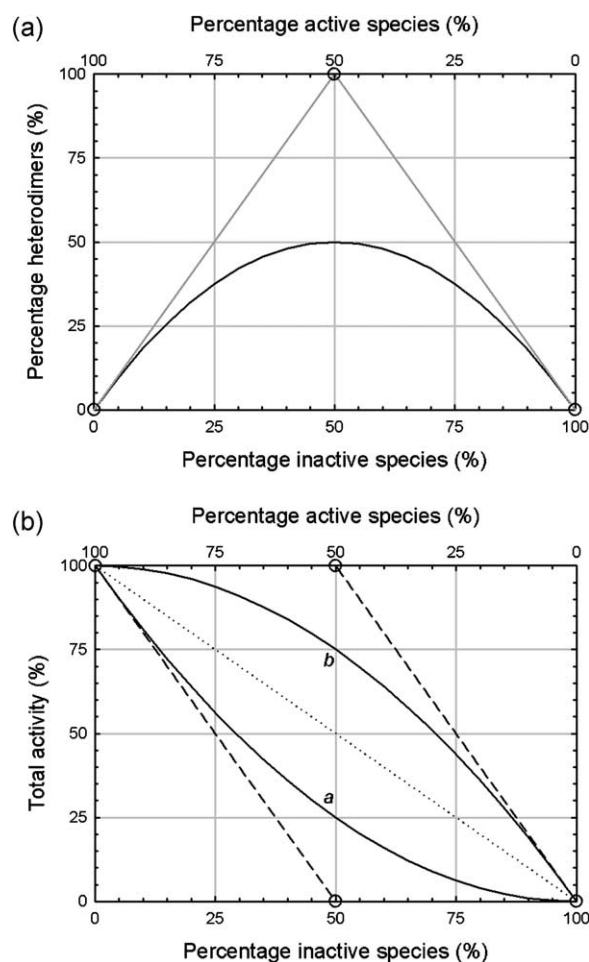 (a)
Percentage active species (%)
100 75 50 25 0
Percentage heterodimers (%)
100
75
50
25
0
0 25 50 75 100
Percentage inactive species (%)
(b)
Percentage active species (%)
100 75 50 25 0
Total activity (%)
100
75
50
25
0
b
a
0 25 50 75 100
Percentage inactive species (%)